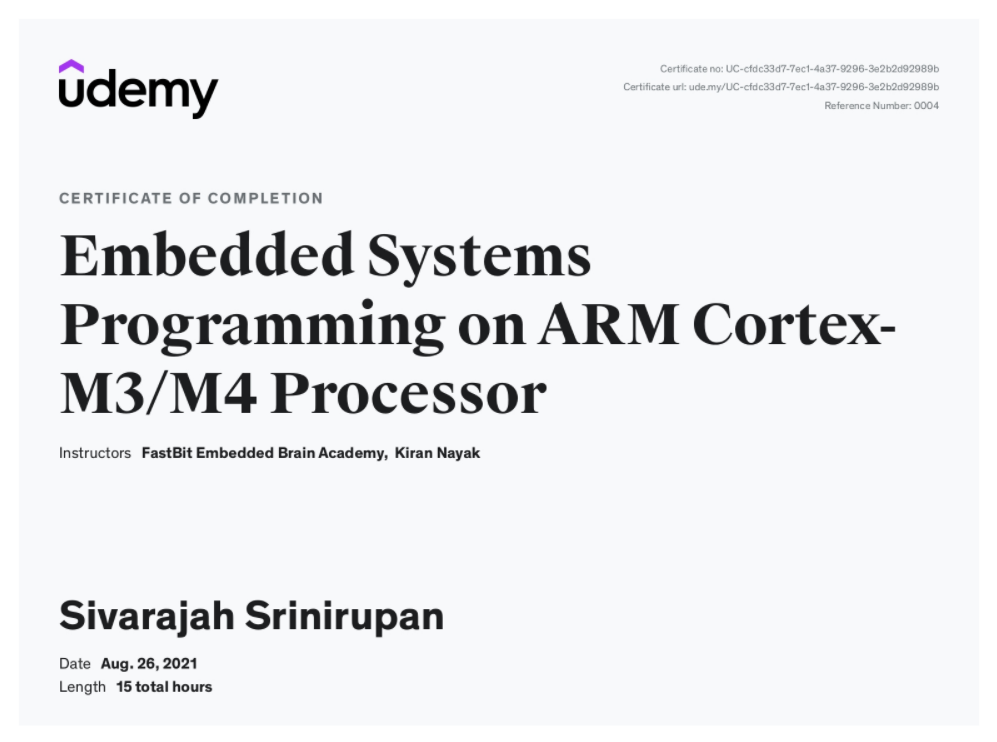 udemy
Certificate no: UC-cfdc33d7-7ec1-4a37-9296-3e2b2d92989b
Certificate url: ude.my/UC-cfdc33d7-7ec1-4a37-9296-3e2b2d92989b
Reference Number: 0004
CERTIFICATE OF COMPLETION
Embedded Systems
Programming on ARM Cortex-
M3/M4 Processor
Instructors FastBit Embedded Brain Academy, Kiran Nayak
Sivarajah Srinirupan
Date Aug. 26, 2021
Length 15 total hours